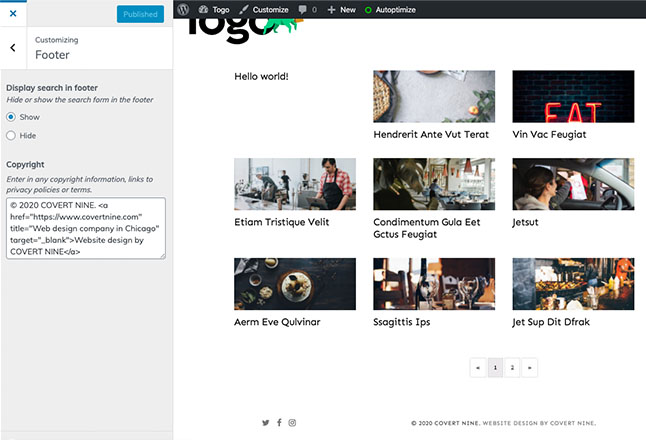 Published
Customizing
Footer
Display search in footer
Hide or show the search form in the footer
Show
Hide
Copyright
Enter in any copyright information, links to
privacy policies or terms.
© 2020 COVERT NINE. <a
href="https://www.covertnine.com"
title="Web design company in Chicago"
target="_blank">Website design by
COVERT NINE</a>
Togo Customize 0 + New Autoptimize
Togo
Hello world!
EAT
Hendrerit Ante Vut Terat
Vin Vac Feugiat
Etiam Tristique Velit
Condimentum Gula Eet
Gctus Feugiat
Jetsut
Aerm Eve Qulvinar
Ssagittis Ips
Jet Sup Dit Dfrak
« 1 2 »
© 2020 COVERT NINE. WEBSITE DESIGN BY COVERT NINE.